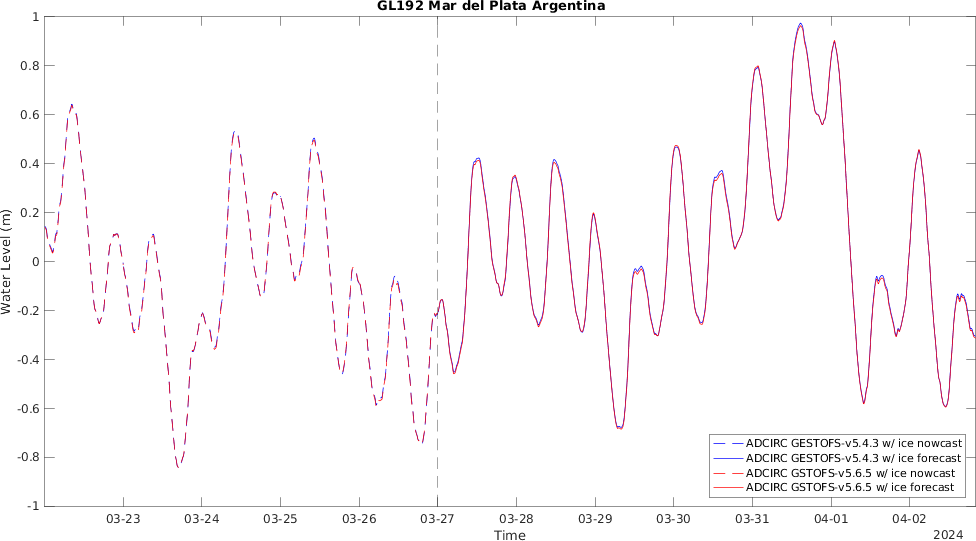 GL192 Mar del Plata Argentina
1
0.8
0.6
0.4
0.2
0
-0.2
-0.4
-0.6
-0.8
-1
Water Level (m)
ADCIRC GESTOFS-v5.4.3 w/ ice nowcast
ADCIRC GESTOFS-v5.4.3 w/ ice forecast
ADCIRC GSTOFS-v5.6.5 w/ ice nowcast
ADCIRC GSTOFS-v5.6.5 w/ ice forecast
03-23 03-24 03-25 03-26 03-27 03-28 03-29 03-30 03-31 04-01 04-02
Time
2024